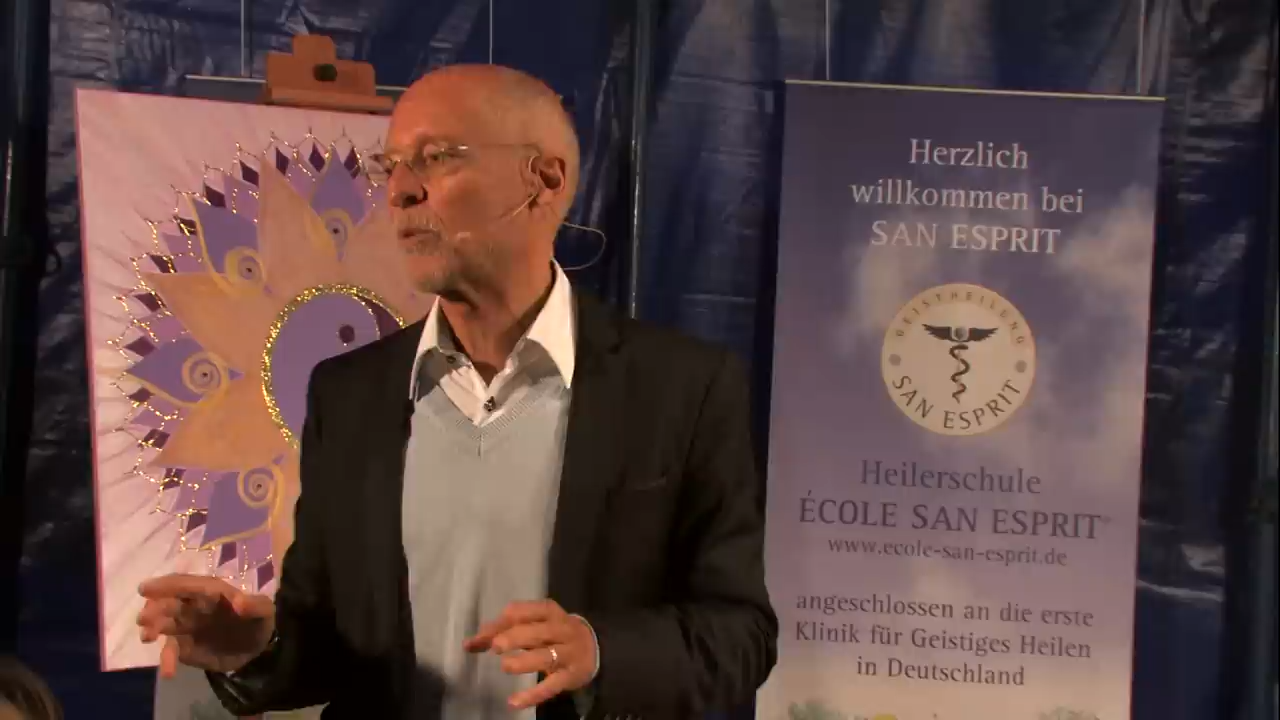 Herzlich
willkommen bei
SAN ESPRIT
GEISTHEILUNG
SAN ESPRIT
Heilerschule
ÉCOLE SAN ESPRIT®
www.ecole-san-esprit.de
angeschlossen an die erste
Klinik für Geistiges Heilen
in Deutschland